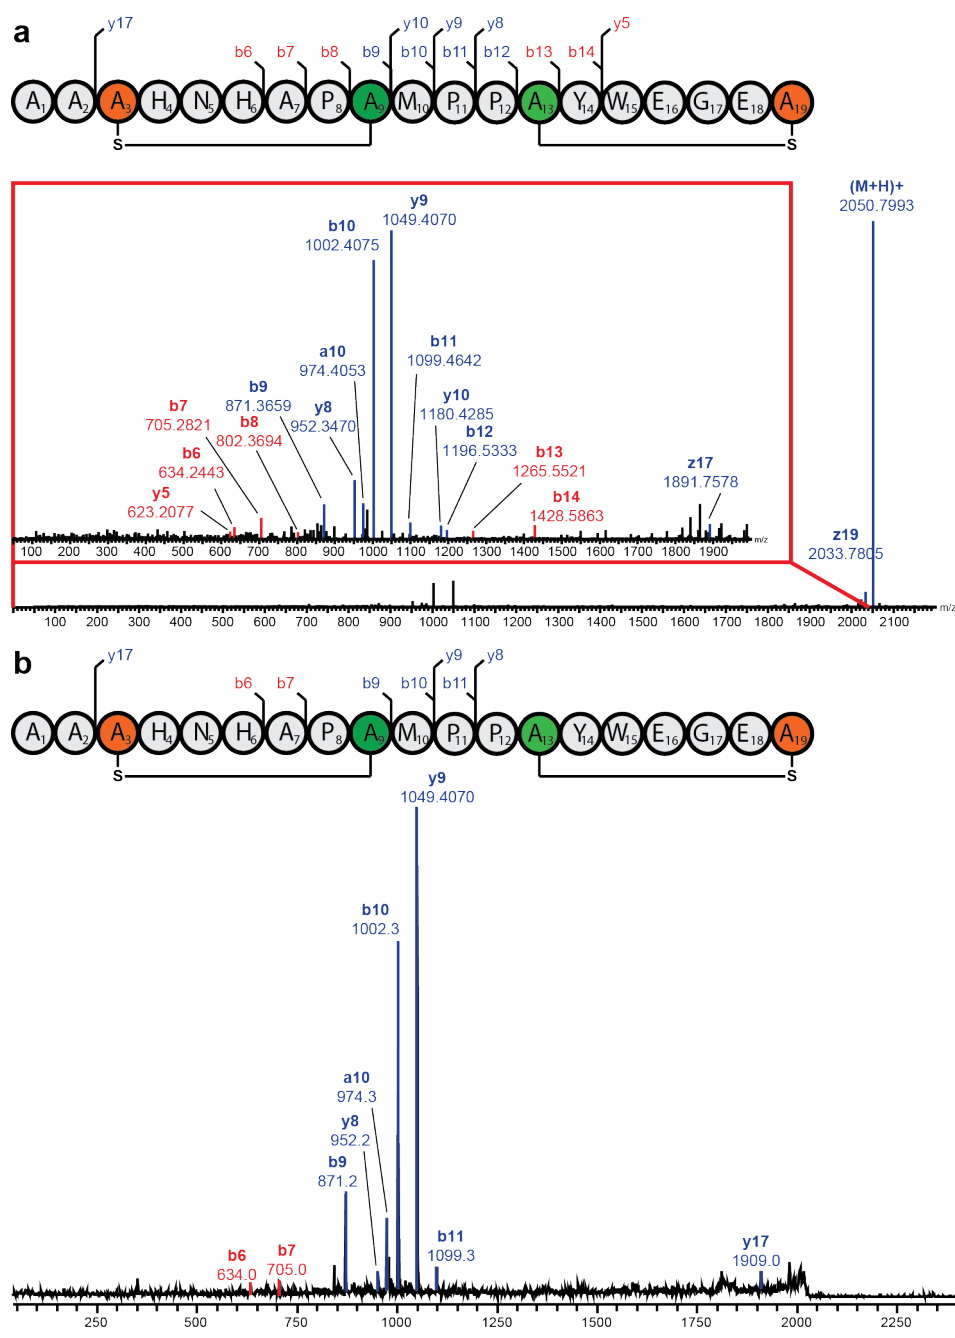 a
y17
y10 y9 y8 y5
b6 b7 b8 b9 b10 b11 b12 b13 b14
A1 A2 A3 H4 N5 H6 A7 P8 A9 M10 P11 P12 A13 Y14 W15 E16 G17 E18 A19
S S
(M+H)+
2050.7993
y9
1049.4070
b10
1002.4075
b11
1099.4642
a10
974.4053
b9
871.3659
y10
1180.4285
b7
705.2821
b8
802.3694
y8
952.3470
b12
1196.5333
b6
634.2443
b13
1265.5521
z17
1891.7578
y5
623.2077
b14
1428.5863
z19
2033.7805
100 200 300 400 500 600 700 800 900 1000 1100 1200 1300 1400 1500 1600 1700 1800 1900 m/z
m/z
100 200 300 400 500 600 700 800 900 1000 1100 1200 1300 1400 1500 1600 1700 1800 1900 2000 2100
b
y17 y9 y8
b6 b7 b9 b10 b11
A1 A2 A3 H4 N5 H6 A7 P8 A9 M10 P11 P12 A13 Y14 W15 E16 G17 E18 A19
S S
y9
1049.4070
b10
1002.3
a10
974.3
y8
952.2
b9
871.2
b6
634.0
b7
705.0
b11
1099.3
y17
1909.0
250 500 750 1000 1250 1500 1750 2000 2250